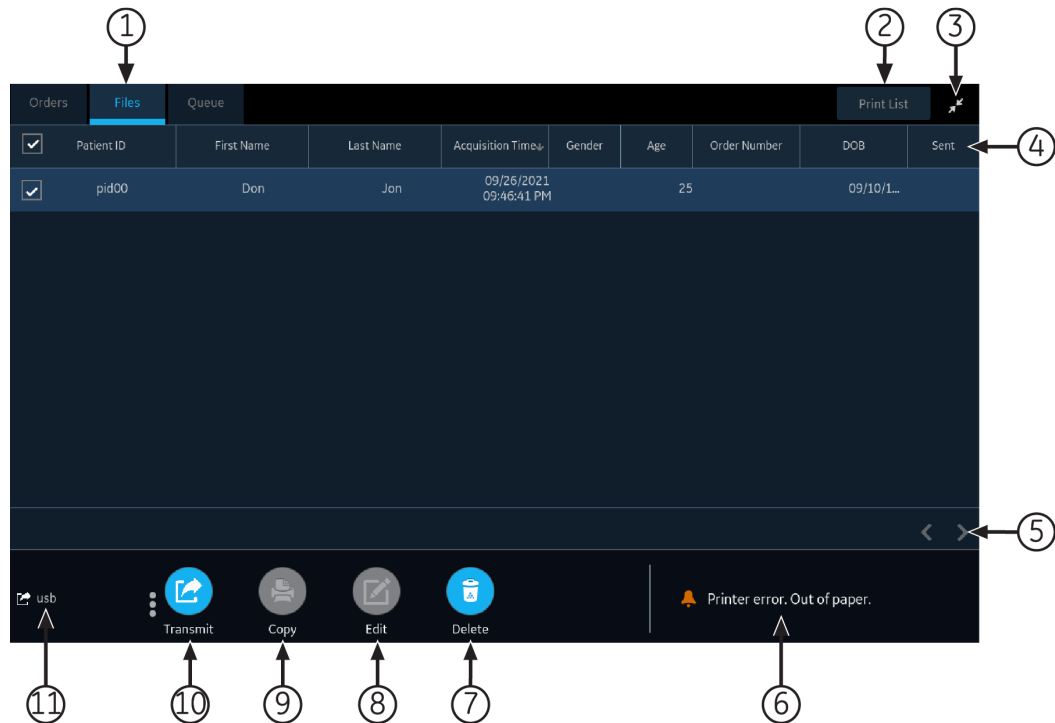 1 2 3
Orders Files Queue Print List
Patient ID First Name Last Name Acquisition Time Gender Age Order Number DOB Sent 4
pid00 Don Jon 09/26/2021 25 09/10/1...
09:46:41 PM
5
usb Printer error. Out of paper.
Transmit Copy Edit Delete
11 10 9 8 7 6